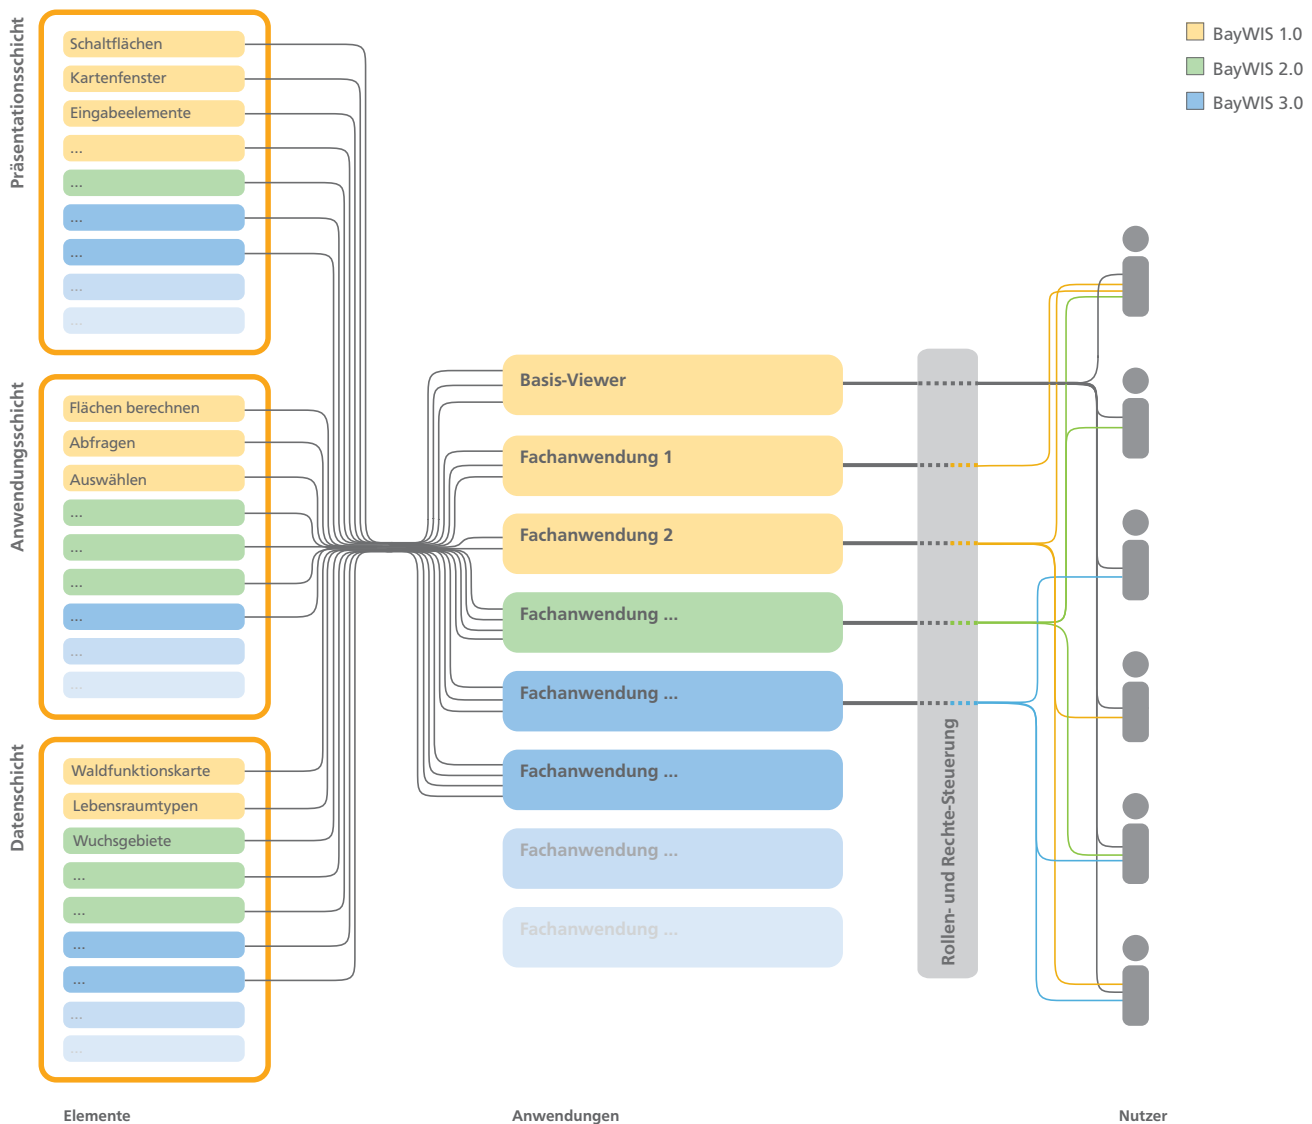 Präsentationsschicht
Schaltflächen
Kartenfenster
Eingabeelemente
...
...
...
...
...
...
Anwendungsschicht
Flächen berechnen
Abfragen
Auswählen
...
...
...
...
...
...
Datenschicht
Waldfunktionskarte
Lebensraumtypen
Wuchsgebiete
...
...
...
...
...
...
Basis-Viewer
Fachanwendung 1
Fachanwendung 2
Fachanwendung ...
Fachanwendung ...
Fachanwendung ...
Fachanwendung ...
Fachanwendung ...
Rollen- und Rechte-Steuerung
BayWIS 1.0
BayWIS 2.0
BayWIS 3.0
Elemente
Anwendungen
Nutzer